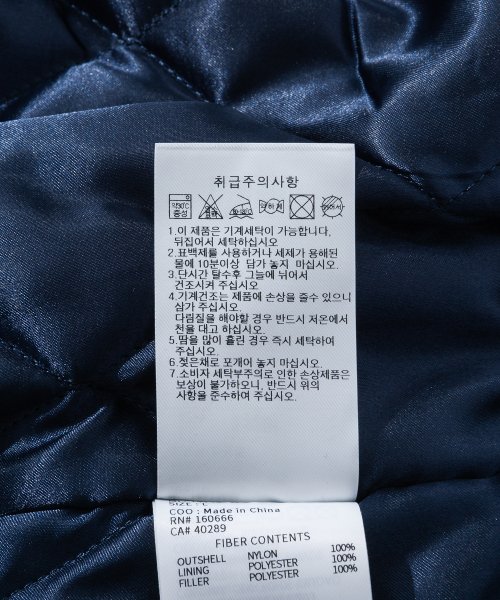 취급주의사항
약30℃
중성
약하게
1.이 제품은 기계세탁이 가능합니다.
뒤집어서 세탁하십시오
2.표백제를 사용하거나 세제가 용해된
물에 10분이상 담가 놓지 마십시오.
3.단시간 탈수후 그늘에 뉘어서
건조시켜 주십시오
4.기계건조는 제품에 손상을 줄수 있으니
삼가 주십시오.
다림질을 해야할 경우 반드시 저온에서
천을 대고 하십시오.
5.땀을 많이 흘린 경우 즉시 세탁하여
주십시오.
6.젖은채로 포개어 놓지 마십시오.
7.소비자 세탁부주의로 인한 손상제품은
보상이 불가하오니, 반드시 위의
사항을 준수하여 주십시오.
COO : Made in China
RN# 160666
CA# 40289
FIBER CONTENTS
OUTSHELL NYLON 100%
LINING POLYESTER 100%
FILLER POLYESTER 100%